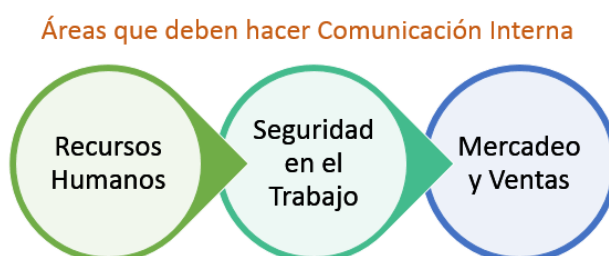 Áreas que deben hacer Comunicación Interna
Recursos
Humanos
Seguridad
en el
Trabajo
Mercadeo
y Ventas